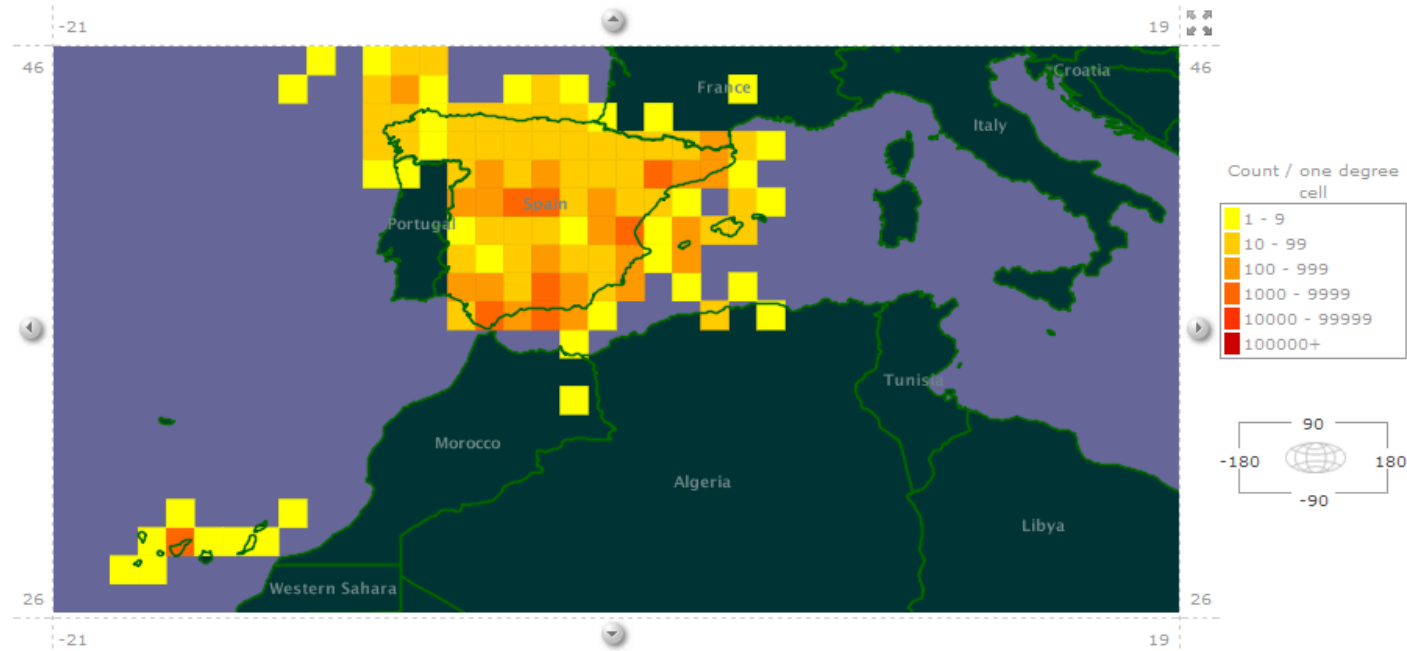 -21
19
46
46
France
Croatia
Italy
Spain
Portugal
Count / one degree
cell
1 - 9
10 - 99
100 - 999
1000 - 9999
10000 - 99999
100000+
Tunisia
Morocco
Algeria
Libya
Western Sahara
90
-180
180
-90
26
26
-21
19